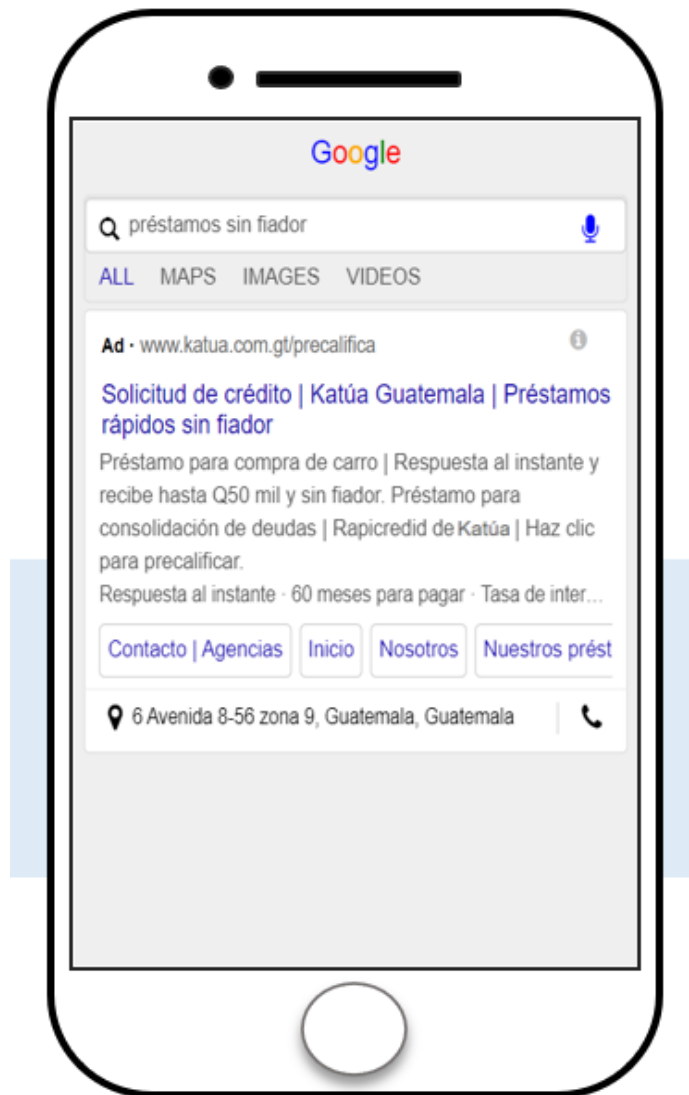 Google
préstamos sin fiador
ALL MAPS IMAGES VIDEOS
Ad · www.katua.com.gt/precalifica
Solicitud de crédito | Katúa Guatemala | Préstamos
rápidos sin fiador
Préstamo para compra de carro | Respuesta al instante y
recibe hasta Q50 mil y sin fiador. Préstamo para
consolidación de deudas | Rapicredid de Katúa | Haz clic
para precalificar.
Respuesta al instante · 60 meses para pagar · Tasa de inter...
Contacto | Agencias Inicio Nosotros Nuestros prést
6 Avenida 8-56 zona 9, Guatemala, Guatemala